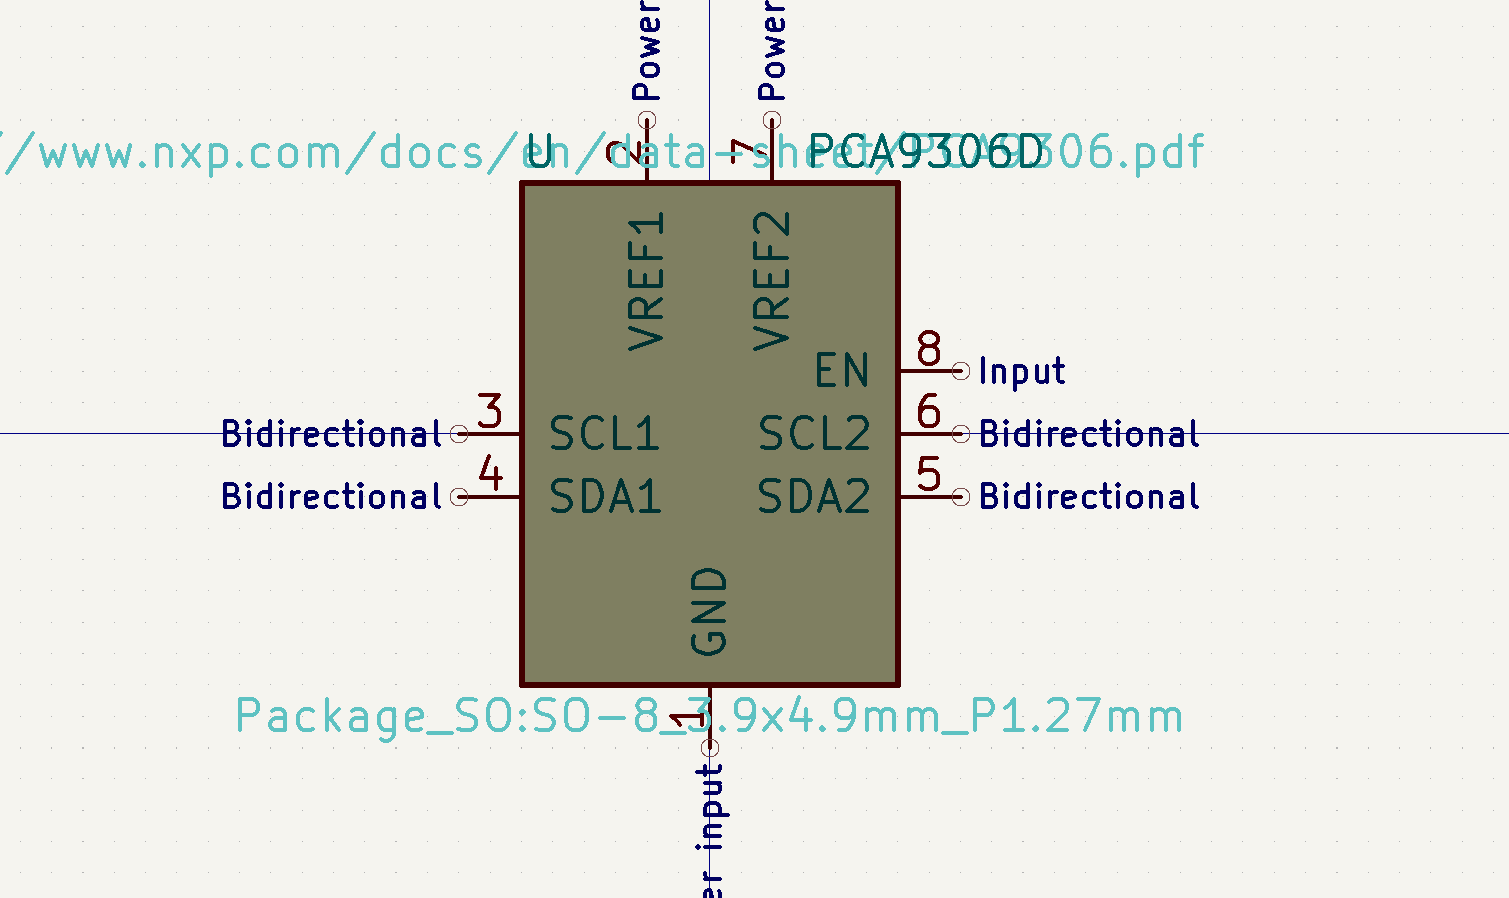 Power
Power
//www.nxp.com/docs/en/data-sheet/PCA9306.pdf
U
2
7
PCA9306D
VREF1
VREF2
EN
8
Input
Bidirectional
3
SCL1
SCL2
6
Bidirectional
Bidirectional
4
SDA1
SDA2
5
Bidirectional
GND
Package_SO:SO-8_3.9x4.9mm_P1.27mm
1
er input